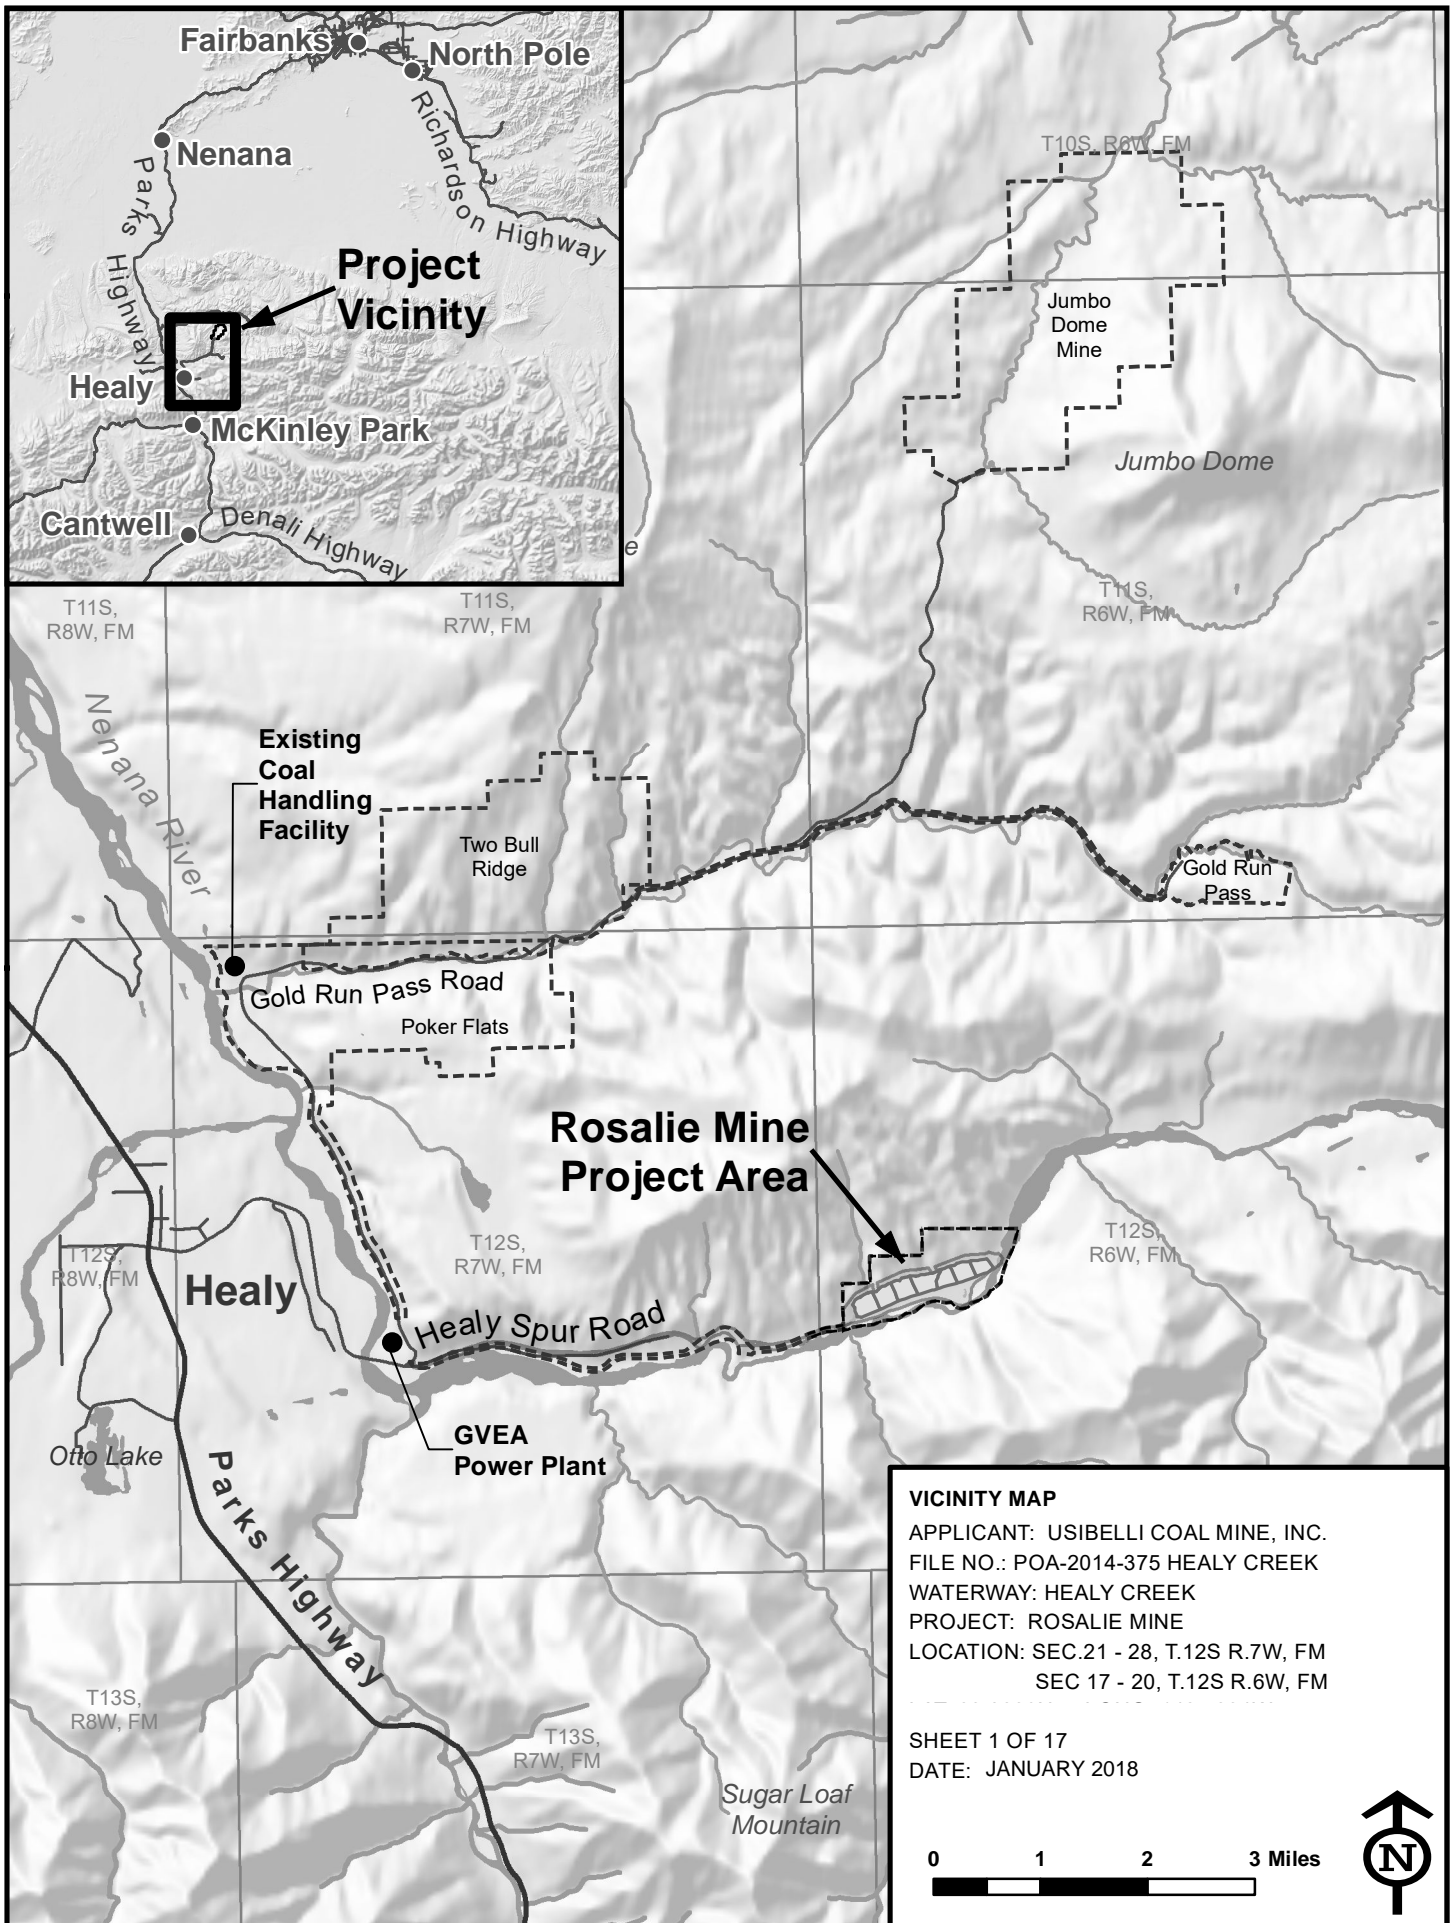 Fairbanks
North Pole
Nenana
Parks Highway
Richardson Highway
Project
Vicinity
Healy
McKinley Park
Cantwell
Denali Highway
T10S, R6W, FM
Jumbo
Dome
Mine
Jumbo Dome
e
T11S,
R8W, FM
T11S,
R7W, FM
T11S,
R6W, FM
Nenana River
Existing
Coal
Handling
Facility
Two Bull
Ridge
Gold Run
Pass
Gold Run Pass Road
Poker Flats
Rosalie Mine
Project Area
T12S,
R8W, FM
T12S,
R7W, FM
T12S,
R6W, FM
Healy
Healy Spur Road
GVEA
Power Plant
Otto Lake
Parks Highway
T13S,
R8W, FM
T13S,
R7W, FM
Sugar Loaf
Mountain
VICINITY MAP
APPLICANT: USIBELLI COAL MINE, INC.
FILE NO.: POA-2014-375 HEALY CREEK
WATERWAY: HEALY CREEK
PROJECT: ROSALIE MINE
LOCATION: SEC.21 - 28, T.12S R.7W, FM
SEC 17 - 20, T.12S R.6W, FM
SHEET 1 OF 17
DATE: JANUARY 2018
0 1 2 3 Miles
N